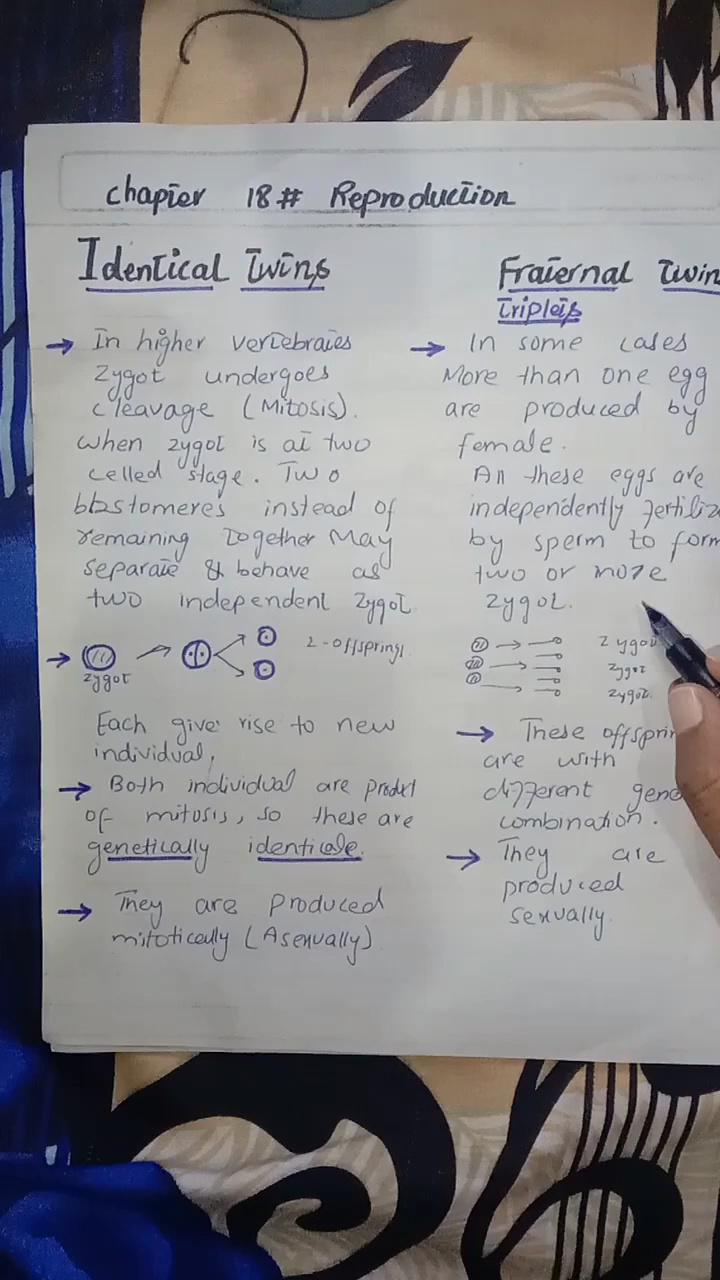 Chapter 18# Reproduction
Identical Twins
→ In higher vertebrates
Zygot undergoes
cleavage (Mitosis).
when zygot is at two
celled stage. Two
blastomeres instead of
remaining together May
separate & behave as
two independent Zygot.
→ zygot 2-offsprings
Each give rise to new
individual,
→ Both individual are product
of mitosis, so these are
genetically identicale.
→ They are produced
mitotically (Asexually)
Fraternal Twin
Triplets
→ In some cases
More than one egg
are produced by
female.
All these eggs are
independently fertiliz
by sperm to form
two or more
zygot.
Zygot
Zygot
Zygot.
→ These offsprin
are with
different gene
combination.
→ They are
produced
sexually.